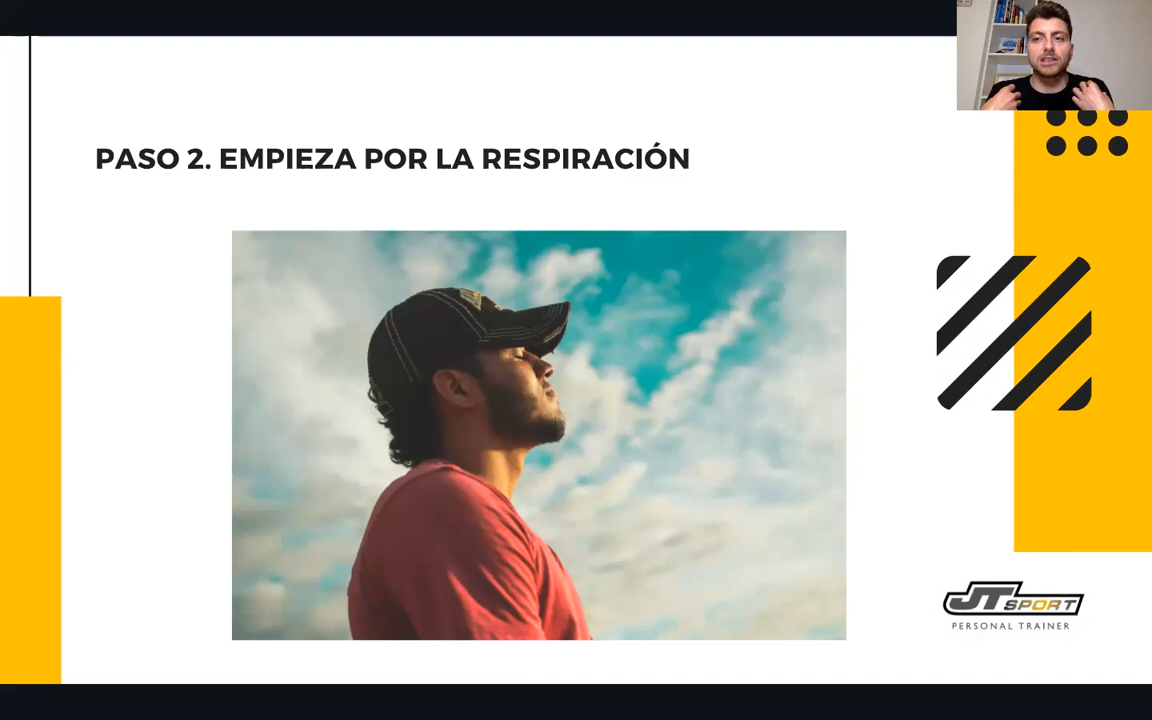 PASO 2. EMPIEZA POR LA RESPIRACIÓN
JT SPORT
PERSONAL TRAINER